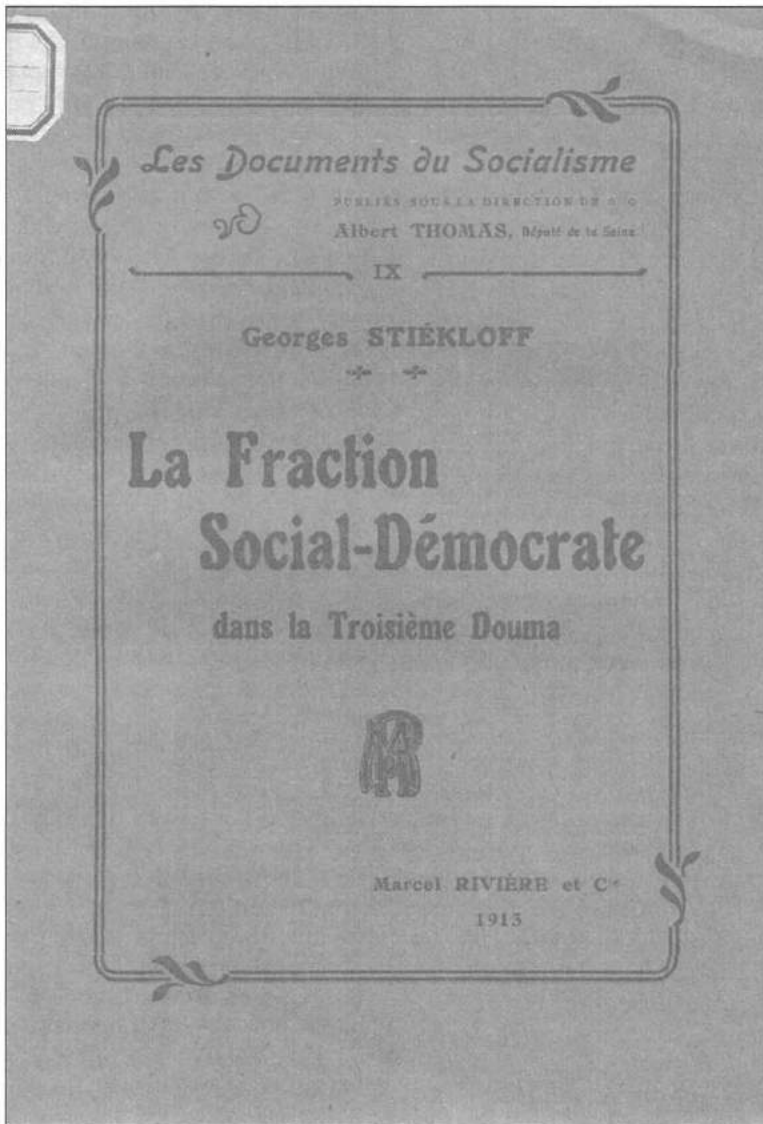 Les Documents du Socialisme
PUBLIÉS SOUS LA DIRECTION DE
Albert THOMAS, Député de la Seine
IX
Georges STIÉKLOFF
La Fraction
Social-Démocrate
dans la Troisième Douma
Marcel RIVIÈRE et Cie
1913